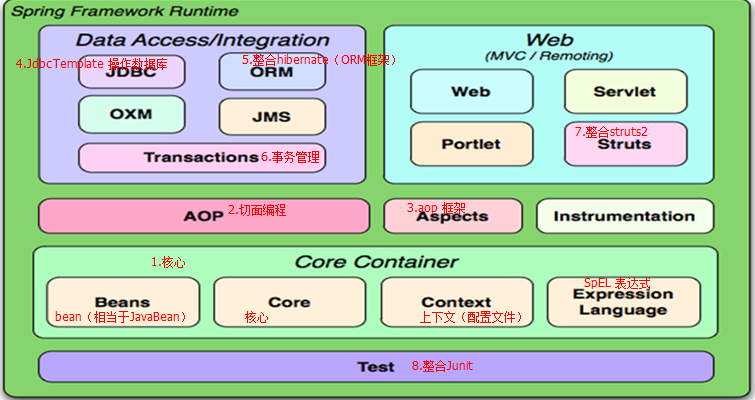 Spring Framework Runtime
Data Access/Integration
4.JdbcTemplate 操作数据库
JDBC
5.整合hibernate（ORM框架）
ORM
OXM
JMS
Transactions
6.事务管理
Web
(MVC / Remoting)
Web
Servlet
Portlet
7.整合struts2
Struts
AOP
2.切面编程
3.aop 框架
Aspects
Instrumentation
1.核心
Core Container
Beans
bean（相当于JavaBean）
Core
核心
Context
上下文（配置文件）
SpEL 表达式
Expression
Language
Test
8.整合Junit